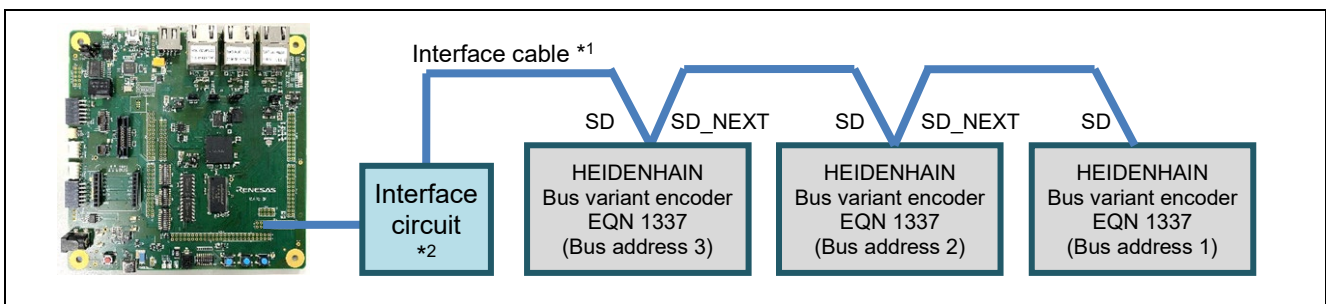 Interface cable *1
SD
SD_NEXT
SD
SD_NEXT
SD
RENESAS
Interface
circuit
*2
HEIDENHAIN
Bus variant encoder
EQN 1337
(Bus address 3)
HEIDENHAIN
Bus variant encoder
EQN 1337
(Bus address 2)
HEIDENHAIN
Bus variant encoder
EQN 1337
(Bus address 1)